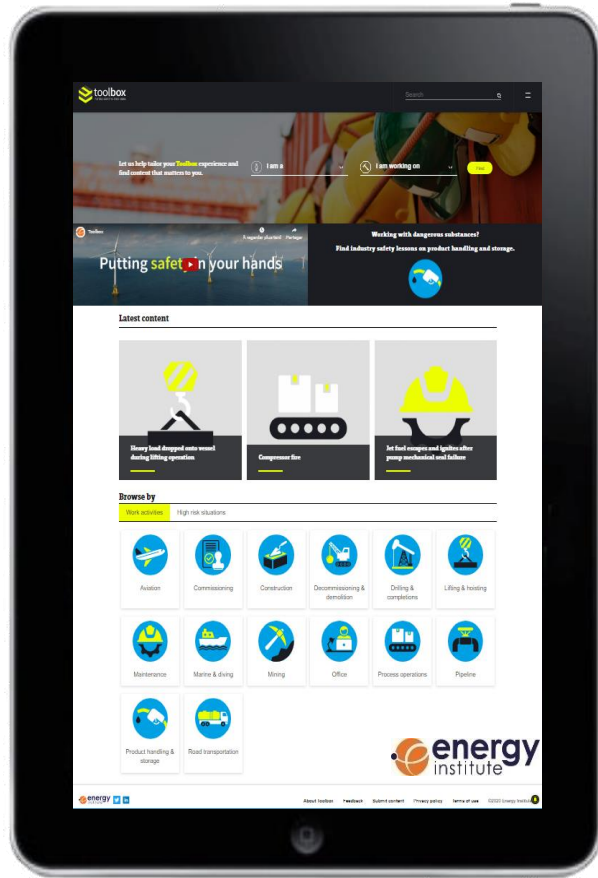 toolbox
Search
Let us help tailor your Toolbox experience and
find content that matters to you.
I am a
I am working on
Find
Toolbox
Partager
Putting safety in your hands
Working with dangerous substances?
Find industry safety lessons on product handling and storage.
Latest content
Heavy load dropped onto vessel
during lifting operation
Compressor fire
Jet fuel escapes and ignites after
pump mechanical seal failure
Browse by
Work activities
High risk situations
Aviation
Commissioning
Construction
Decommissioning &
demolition
Drilling &
completions
Lifting & hoisting
Maintenance
Marine & diving
Mining
Office
Process operations
Pipeline
Product handling &
storage
Road transportation
energy
institute
energy
institute
About toolbox
Feedback
Submit content
Privacy policy
Terms of use
©2020 Energy Institute